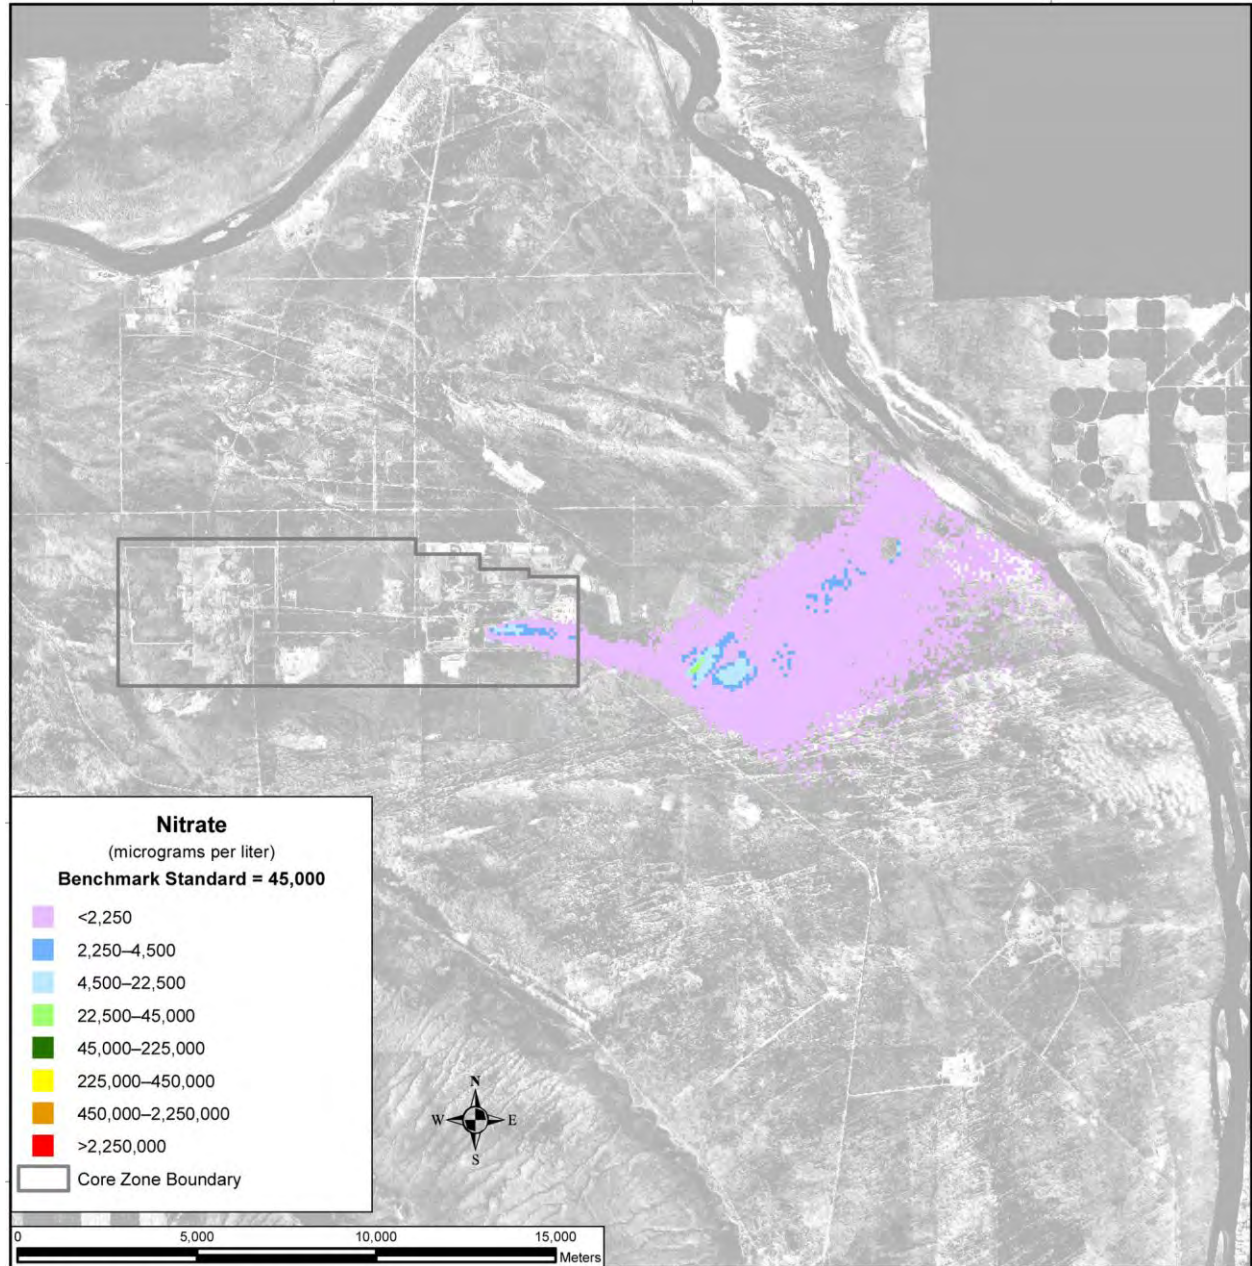 Nitrate
(micrograms per liter)
Benchmark Standard = 45,000
<2,250
2,250–4,500
4,500–22,500
22,500–45,000
45,000–225,000
225,000–450,000
450,000–2,250,000
>2,250,000
Core Zone Boundary
N
W E
S
0 5,000 10,000 15,000
Meters